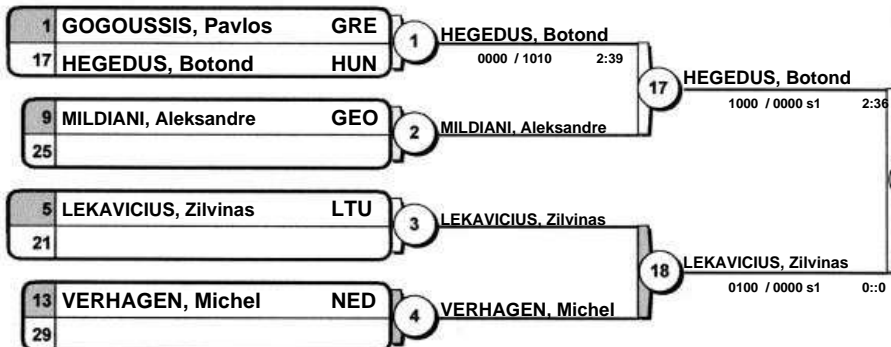 1 GOGOUSSIS, Pavlos GRE
17 HEGEDUS, Botond HUN
1
HEGEDUS, Botond
0000 / 1010 2:39
9 MILDIANI, Aleksandre GEO
25
2
MILDIANI, Aleksandre
17
HEGEDUS, Botond
1000 / 0000 s1 2:36
5 LEKAVICIUS, Zilvinas LTU
21
3
LEKAVICIUS, Zilvinas
13 VERHAGEN, Michel NED
29
4
VERHAGEN, Michel
18
LEKAVICIUS, Zilvinas
0100 / 0000 s1 0::0